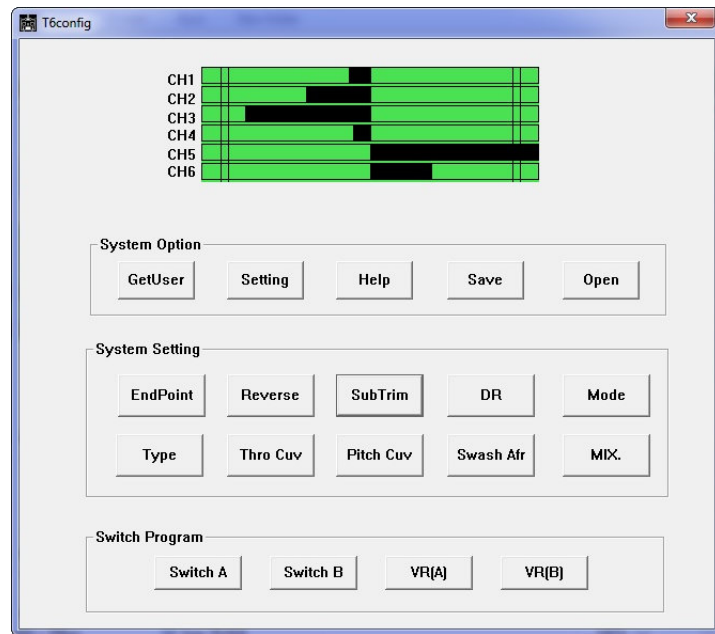 T6config
CH1
CH2
CH3
CH4
CH5
CH6
System Option
GetUser Setting Help Save Open
System Setting
EndPoint Reverse SubTrim DR Mode
Type Thro Cuv Pitch Cuv Swash Afr MIX.
Switch Program
Switch A Switch B VR(A) VR(B)